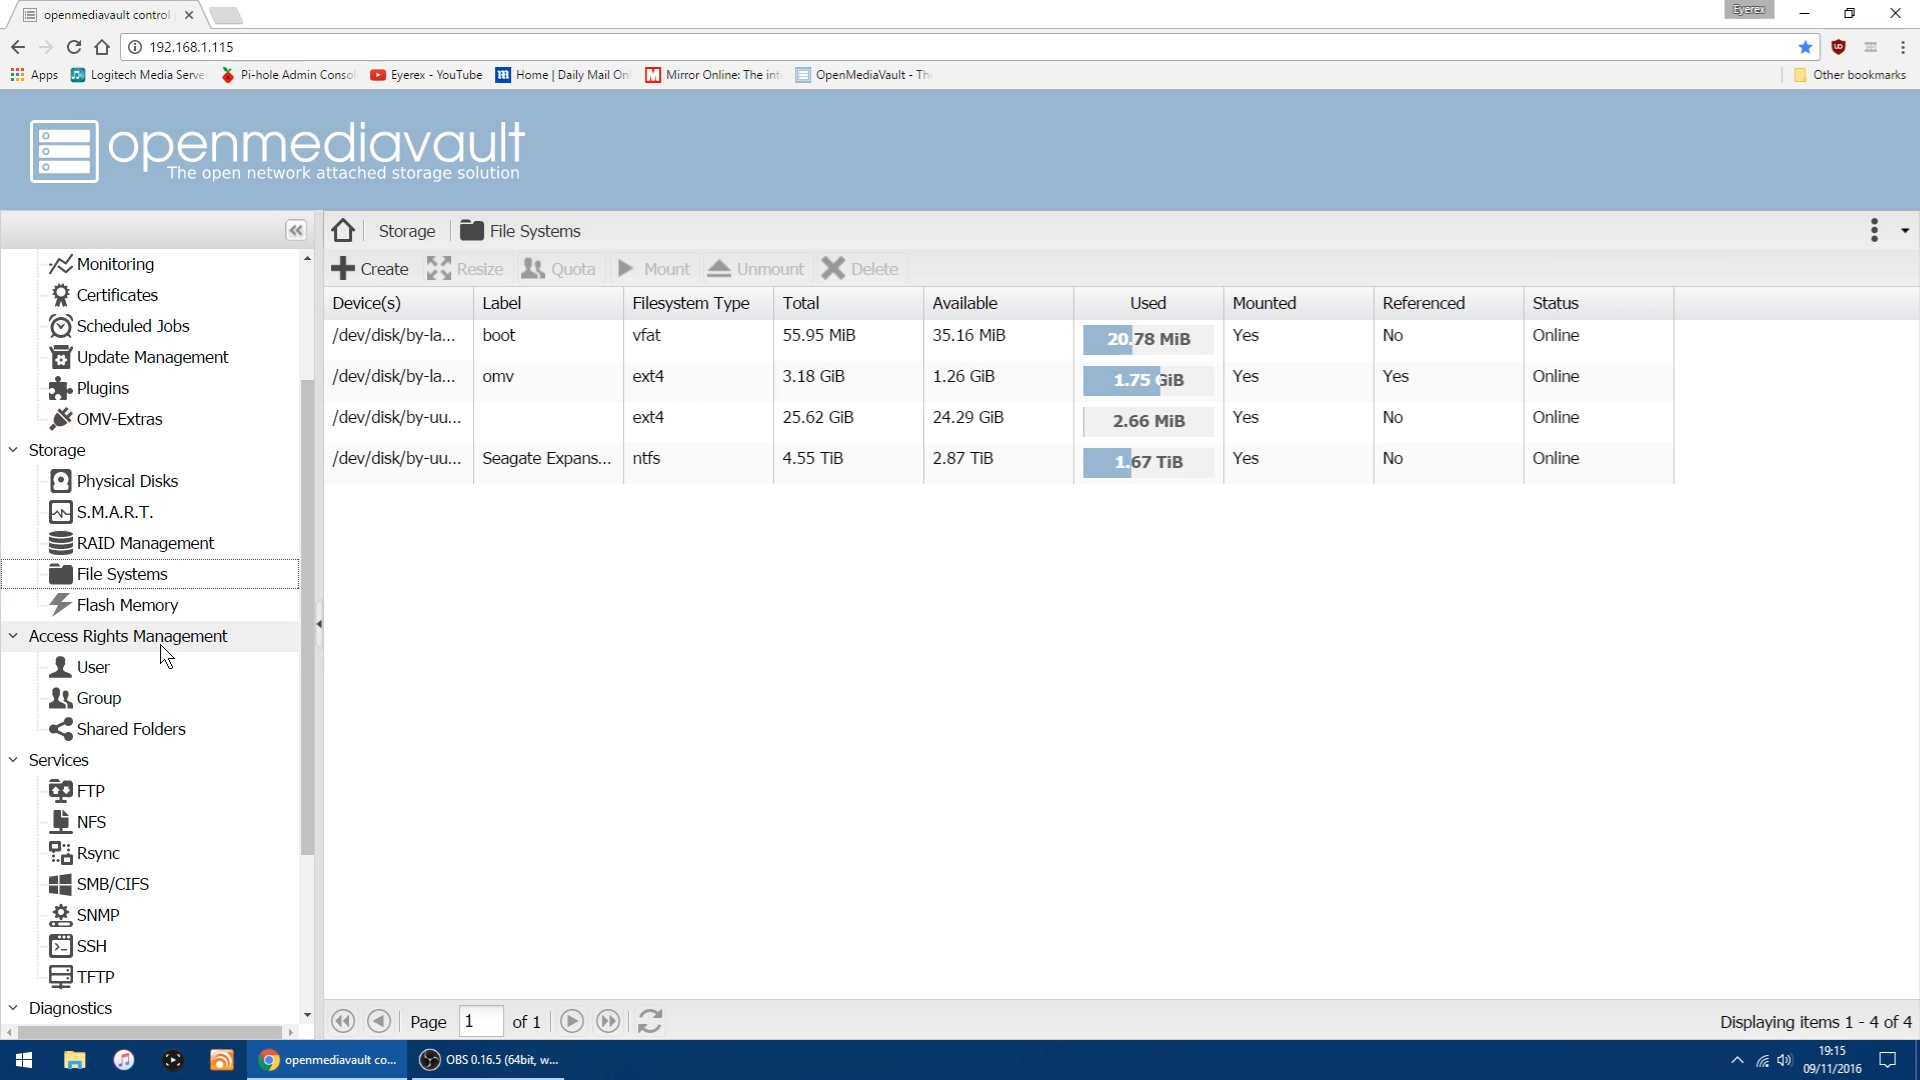 openmediavault control
Eyerex
192.168.1.115
Apps Logitech Media Serve Pi-hole Admin Conso Eyerex - YouTube Home | Daily Mail On Mirror Online: The int OpenMediaVault - Th Other bookmarks
openmediavault
The open network attached storage solution
Storage File Systems
Create Resize Quota Mount Unmount Delete
Device(s) Label Filesystem Type Total Available Used Mounted Referenced Status
/dev/disk/by-la... boot vfat 55.95 MiB 35.16 MiB 20.78 MiB Yes No Online
/dev/disk/by-la... omv ext4 3.18 GiB 1.26 GiB 1.75 GiB Yes Yes Online
/dev/disk/by-uu... ext4 25.62 GiB 24.29 GiB 2.66 MiB Yes No Online
/dev/disk/by-uu... Seagate Expans... ntfs 4.55 TiB 2.87 TiB 1.67 TiB Yes No Online
Monitoring
Certificates
Scheduled Jobs
Update Management
Plugins
OMV-Extras
Storage
Physical Disks
S.M.A.R.T.
RAID Management
File Systems
Flash Memory
Access Rights Management
User
Group
Shared Folders
Services
FTP
NFS
Rsync
SMB/CIFS
SNMP
SSH
TFTP
Diagnostics
Page 1 of 1 Displaying items 1 - 4 of 4
openmediavault co... OBS 0.16.5 (64bit, w...
19:15
09/11/2016